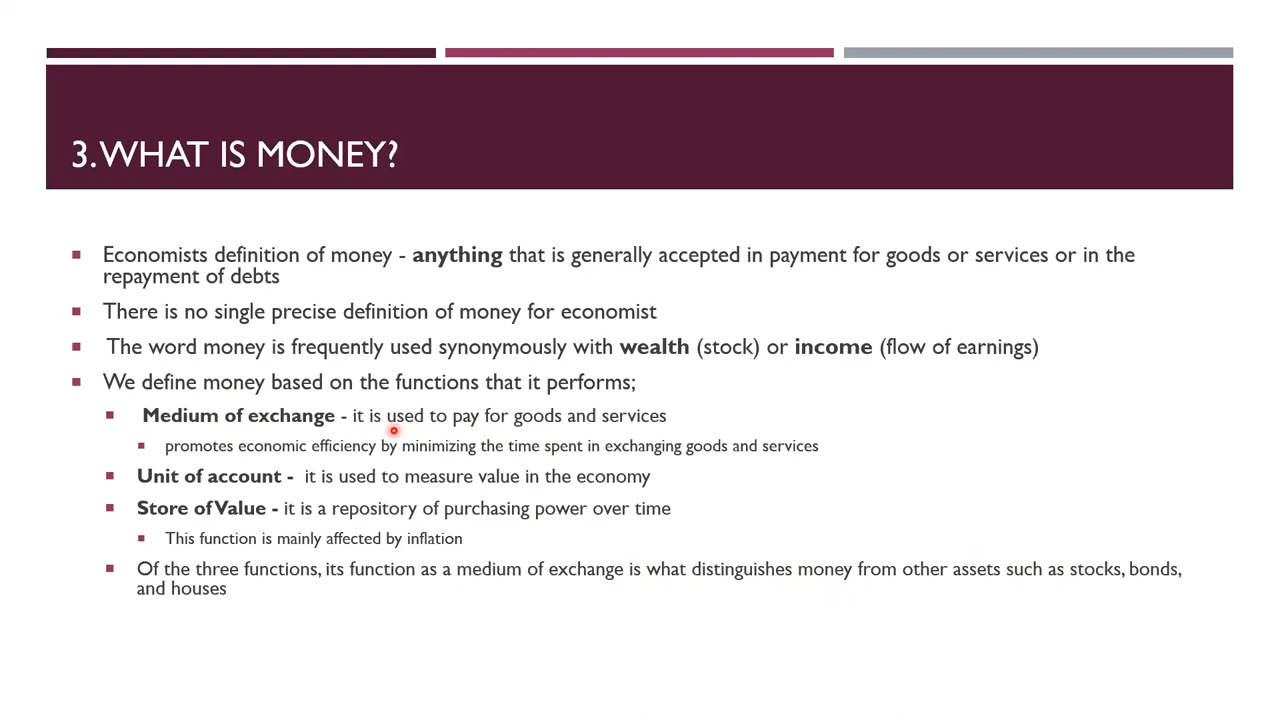 3. WHAT IS MONEY?
Economists definition of money - anything that is generally accepted in payment for goods or services or in the
repayment of debts
There is no single precise definition of money for economist
The word money is frequently used synonymously with wealth (stock) or income (flow of earnings)
We define money based on the functions that it performs;
Medium of exchange - it is used to pay for goods and services
promotes economic efficiency by minimizing the time spent in exchanging goods and services
Unit of account - it is used to measure value in the economy
Store of Value - it is a repository of purchasing power over time
This function is mainly affected by inflation
Of the three functions, its function as a medium of exchange is what distinguishes money from other assets such as stocks, bonds,
and houses